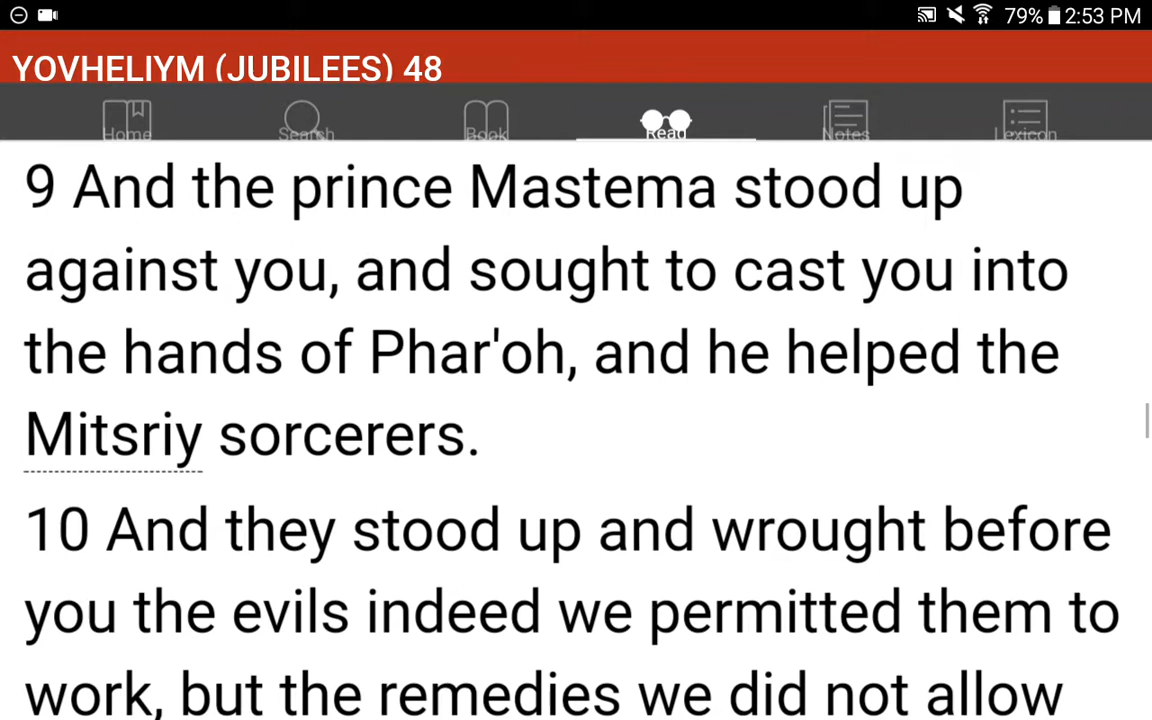 79% 2:53 PM
YOVHELIYM (JUBILEES) 48
Home Search Book Read Notes Lexicon
9 And the prince Mastema stood up
against you, and sought to cast you into
the hands of Phar'oh, and he helped the
Mitsriy sorcerers.
10 And they stood up and wrought before
you the evils indeed we permitted them to
work, but the remedies we did not allow